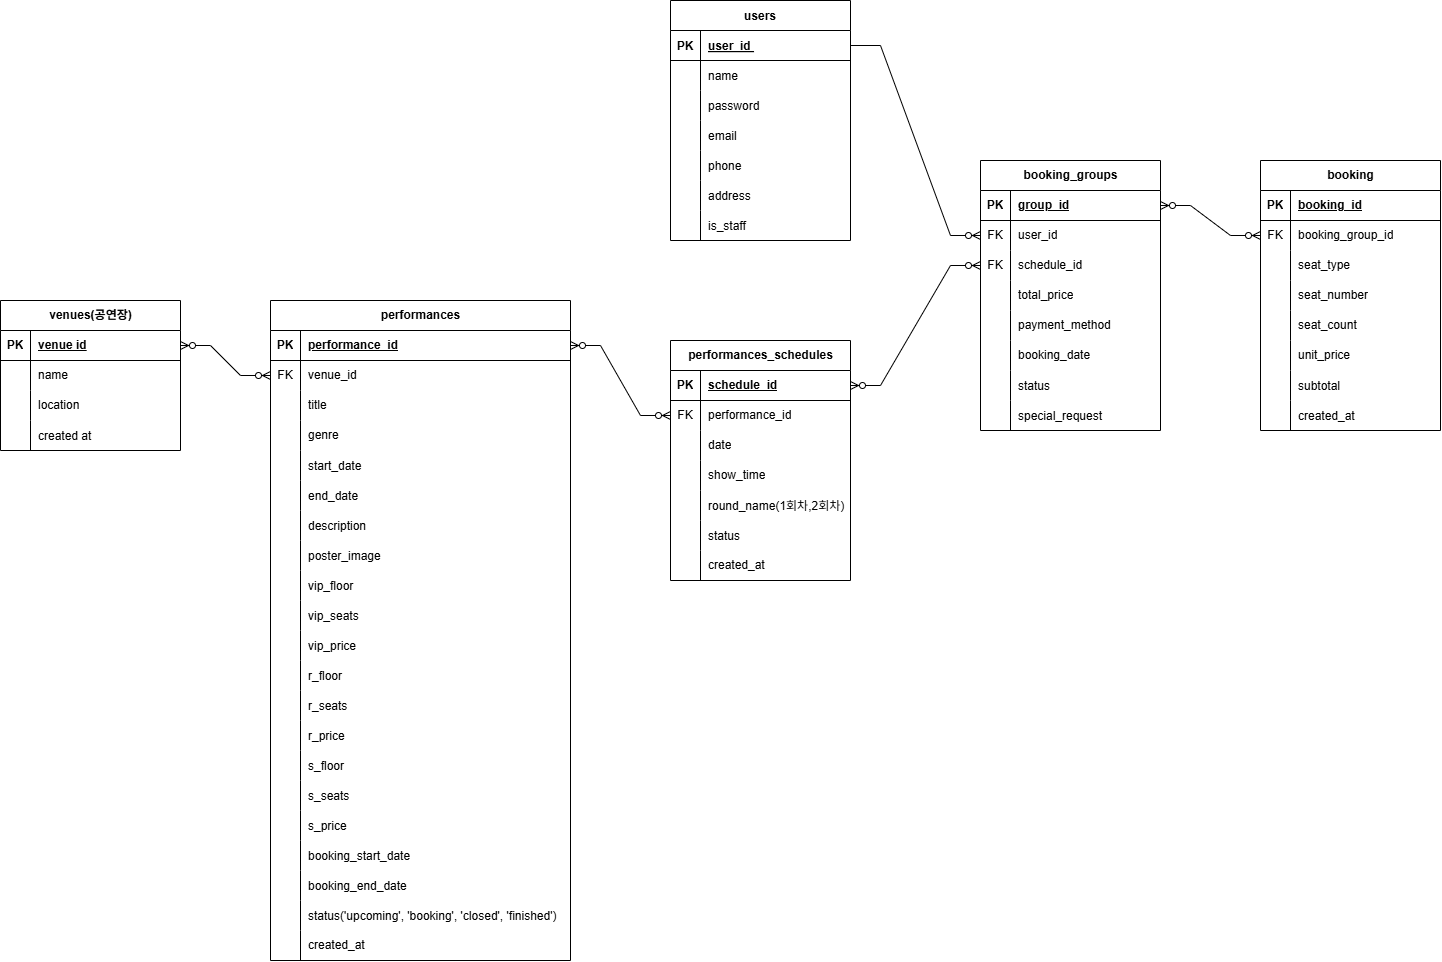 users
PK user_id
name
password
email
phone
address
is_staff
booking_groups
PK group_id
FK user_id
FK schedule_id
total_price
payment_method
booking_date
status
special_request
booking
PK booking_id
FK booking_group_id
seat_type
seat_number
seat_count
unit_price
subtotal
created_at
venues(공연장)
PK venue id
name
location
created at
performances
PK performance_id
FK venue_id
title
genre
start_date
end_date
description
poster_image
vip_floor
vip_seats
vip_price
r_floor
r_seats
r_price
s_floor
s_seats
s_price
booking_start_date
booking_end_date
status('upcoming', 'booking', 'closed', 'finished')
created_at
performances_schedules
PK schedule_id
FK performance_id
date
show_time
round_name(1회차,2회차)
status
created_at